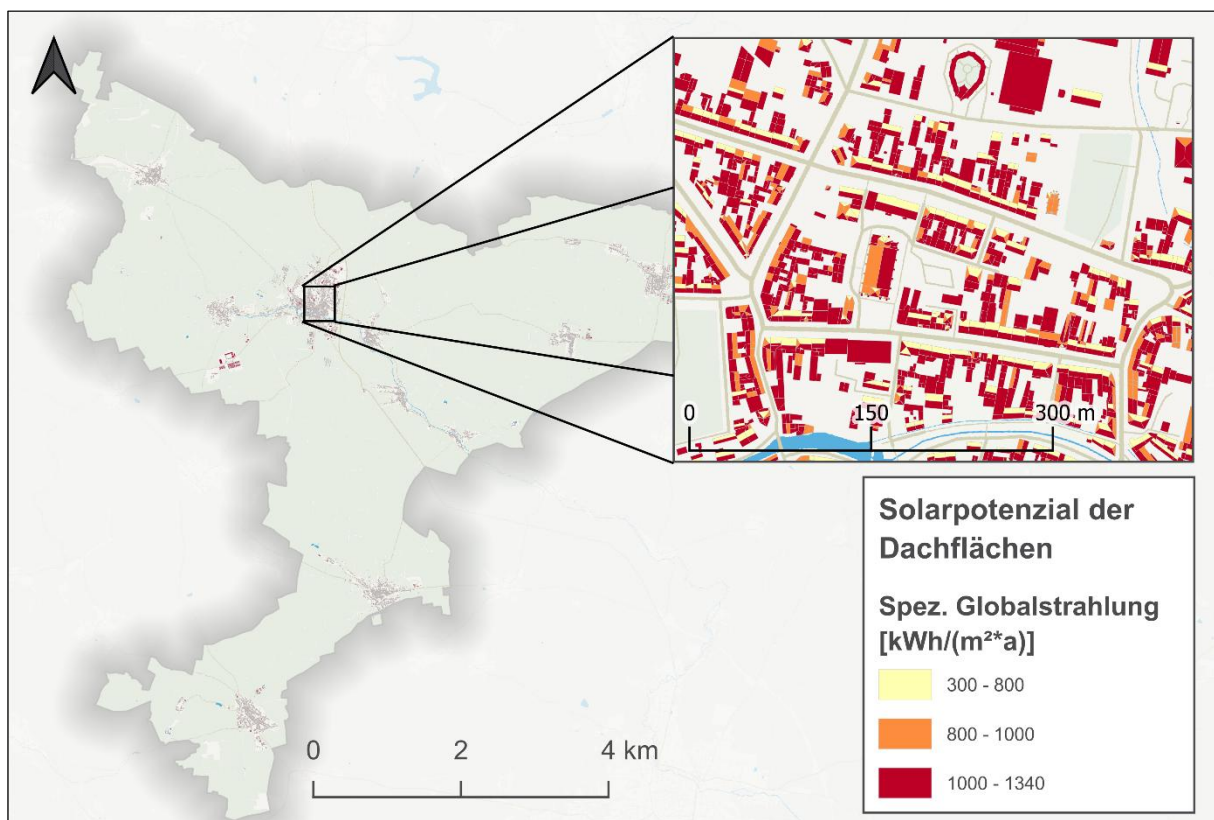 0 150 300 m
Solarpotenzial der
Dachflächen
Spez. Globalstrahlung
[kWh/(m²*a)]
300 - 800
800 - 1000
1000 - 1340
0 2 4 km